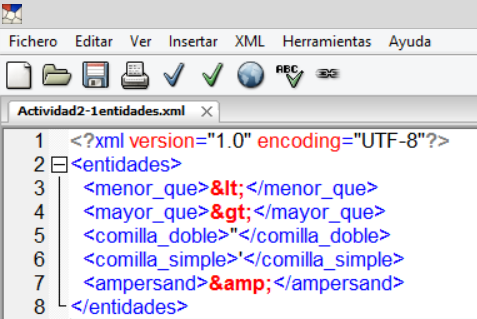 Fichero Editar Ver Insertar XML Herramientas Ayuda
ABC
Actividad2-1entidades.xml
1 <?xml version="1.0" encoding="UTF-8"?>
2 <entidades>
3 <menor_que>&lt;</menor_que>
4 <mayor_que>&gt;</mayor_que>
5 <comilla_doble>"</comilla_doble>
6 <comilla_simple>'</comilla_simple>
7 <ampersand>&amp;</ampersand>
8 </entidades>